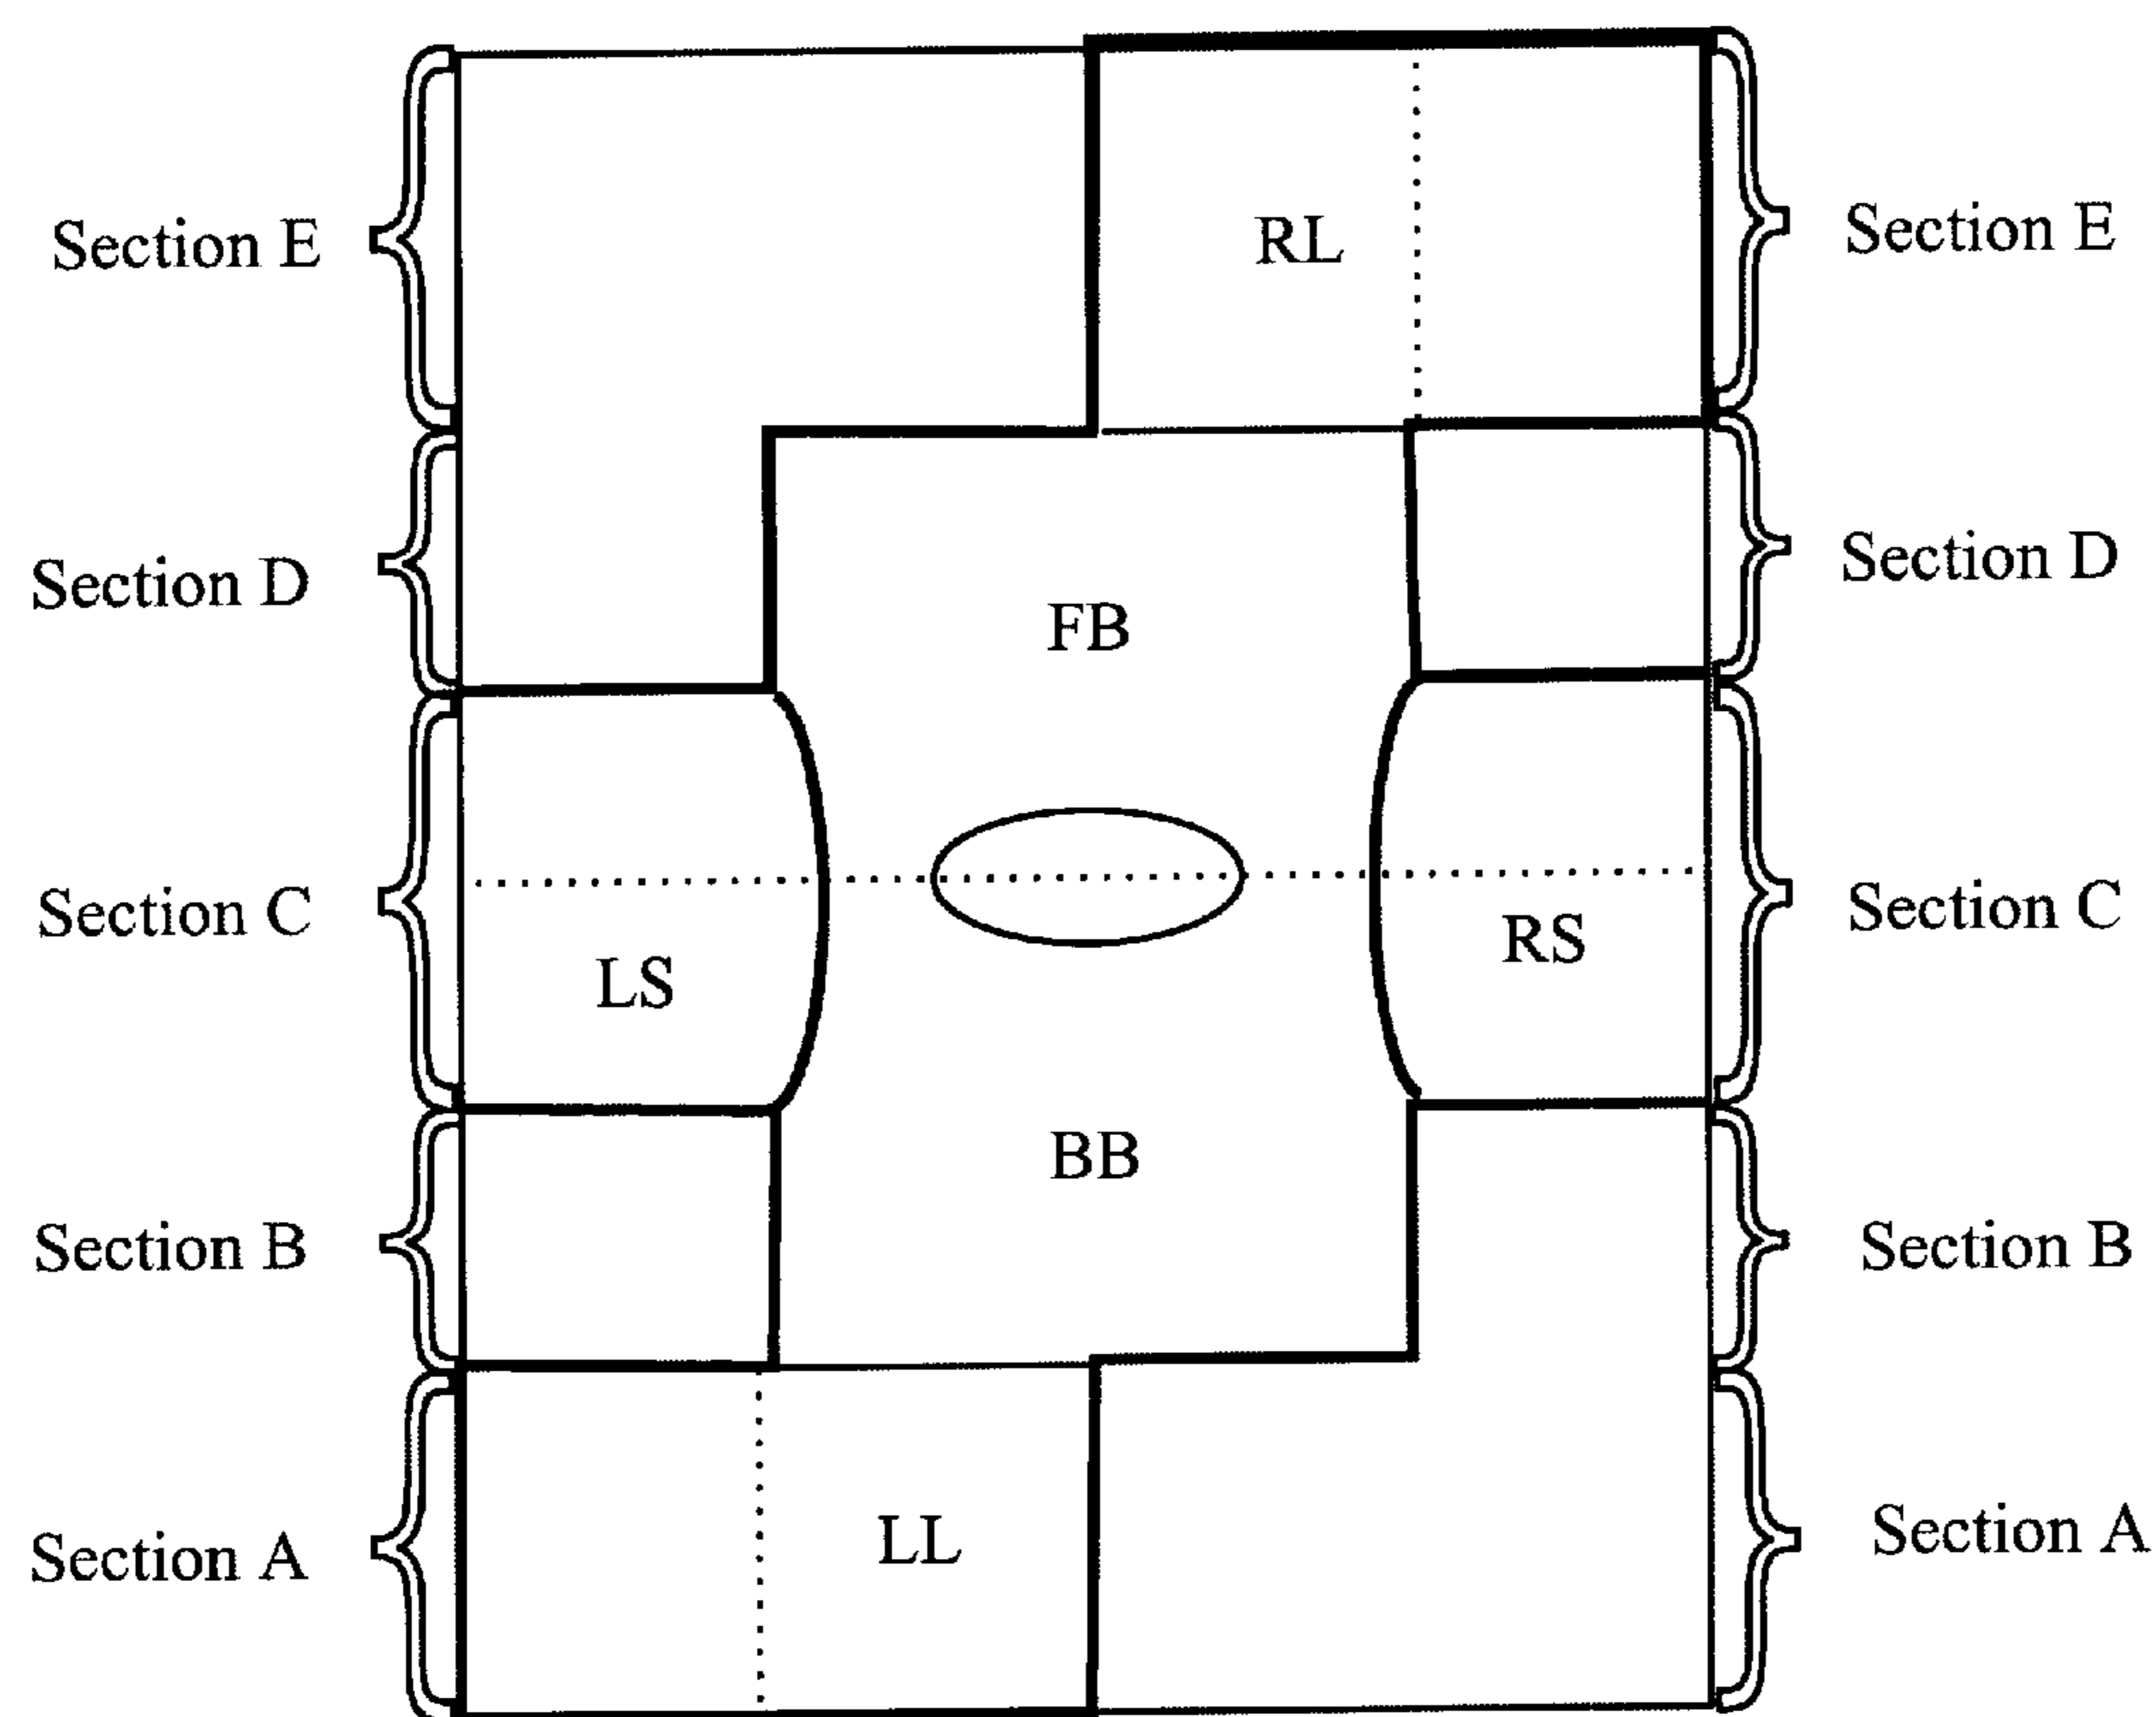 Section E
RL
Section E
Section D
FB
Section D
Section C
LS
RS
Section C
BB
Section B
Section B
LL
Section A
Section A